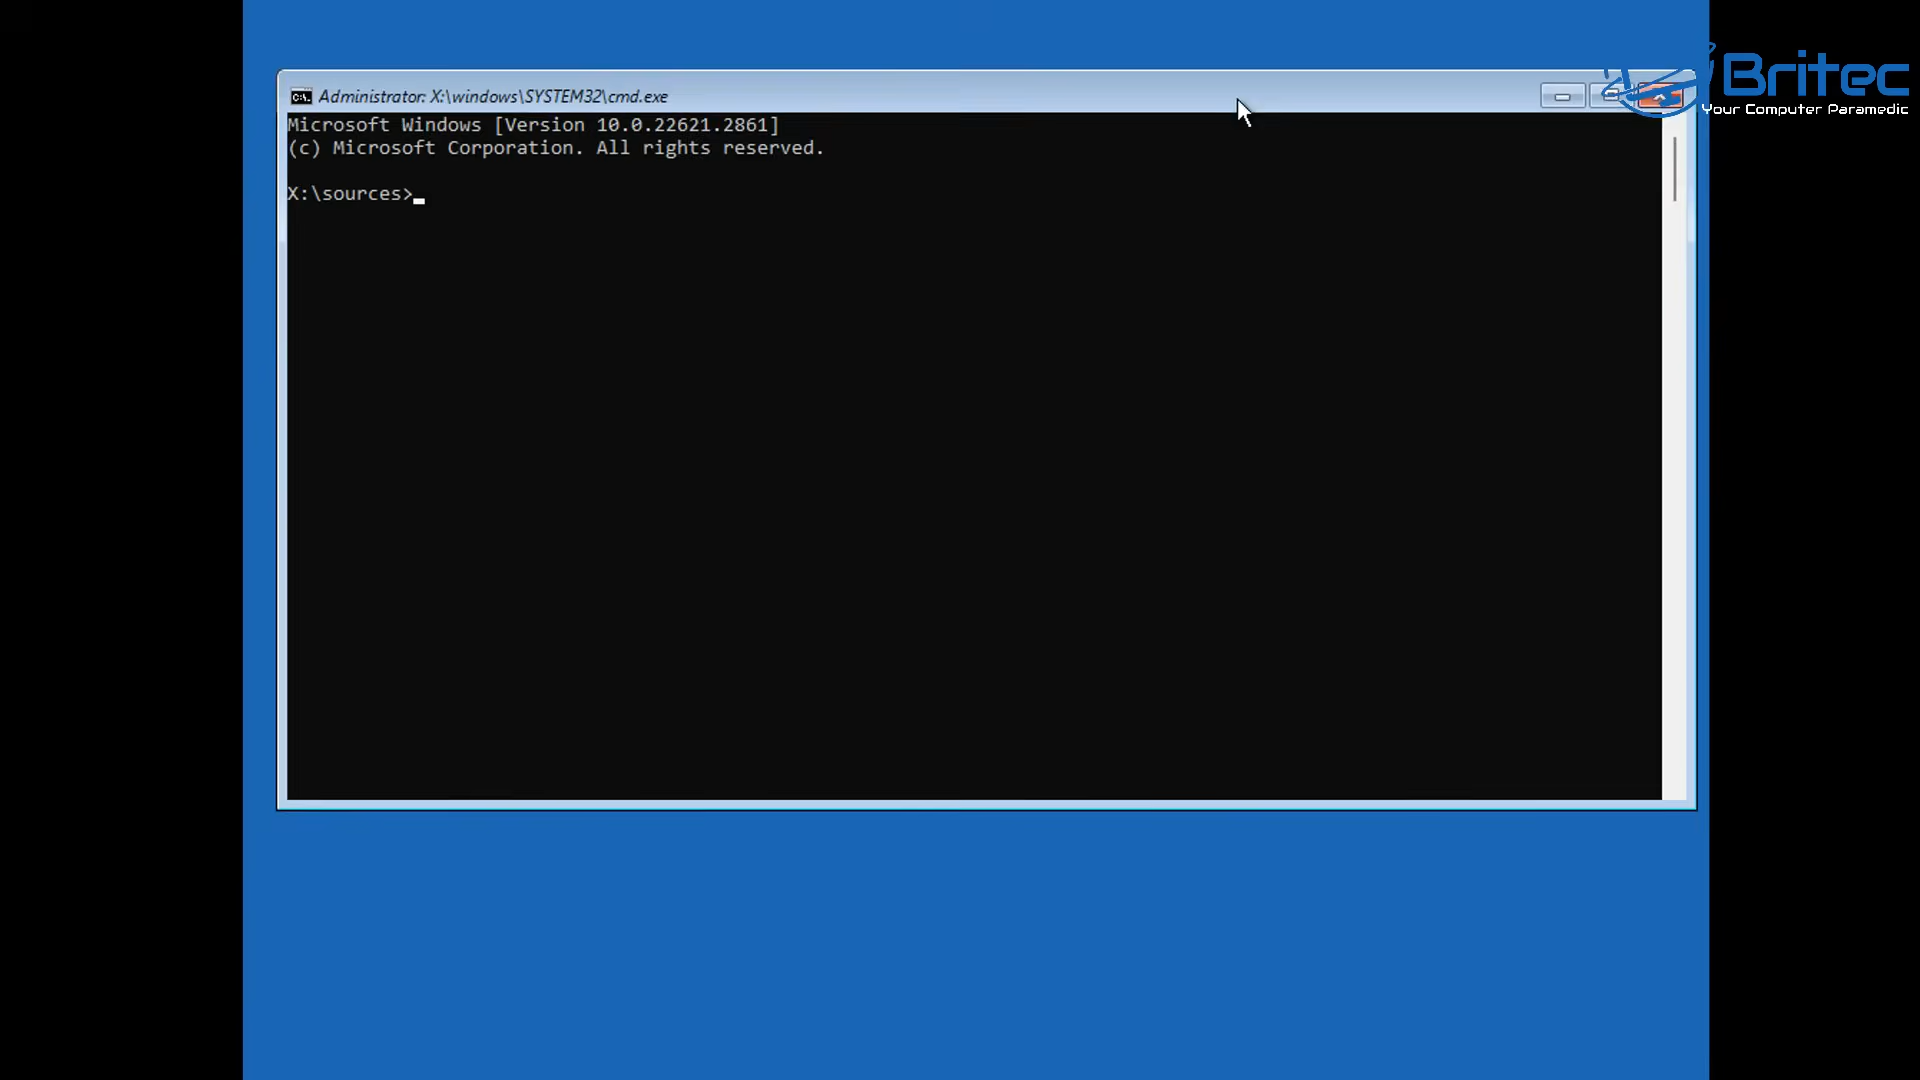 Britec
Your Computer Paramedic
C:\.
Administrator: X:\windows\SYSTEM32\cmd.exe
Microsoft Windows [Version 10.0.22621.2861]
(c) Microsoft Corporation. All rights reserved.
X:\sources>